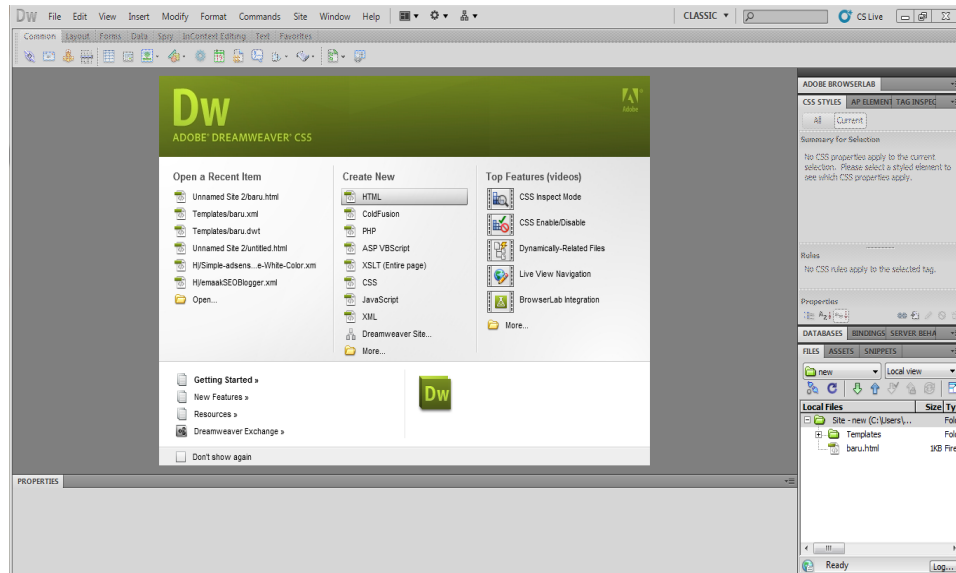 DW File Edit View Insert Modify Format Commands Site Window Help CLASSIC CS Live
Common Layout Forms Data Spry InContext Editing Text Favorites
Dw
ADOBE® DREAMWEAVER® CS5
Adobe
Open a Recent Item
Unnamed Site 2/baru.html
Templates/baru.xml
Templates/baru.dwt
Unnamed Site 2/untitled.html
H/Simple-adsens...e-White-Color.xm
H/emaakSEOBlogger.xml
Open...
Create New
HTML
ColdFusion
PHP
ASP VBScript
XSLT (Entire page)
CSS
JavaScript
XML
Dreamweaver Site...
More...
Top Features (videos)
CSS Inspect Mode
CSS Enable/Disable
Dynamically-Related Files
Live View Navigation
BrowserLab Integration
More...
Getting Started »
New Features »
Resources »
Dreamweaver Exchange »
Dw
Don't show again
PROPERTIES
ADOBE BROWSERLAB
CSS STYLES AP ELEMENT TAG INSPEC
All Current
Summary for Selection
No CSS properties apply to the current
selection. Please select a styled element to
see which CSS properties apply.
Rules
No CSS rules apply to the selected tag.
Properties
DATABASES BINDINGS SERVER BEHA
FILES ASSETS SNIPPETS
new Local view
Local Files Size Ty
Site - new (C:\Users\... Fol
Templates Fol
baru.html 1KB Fire
Ready Log...